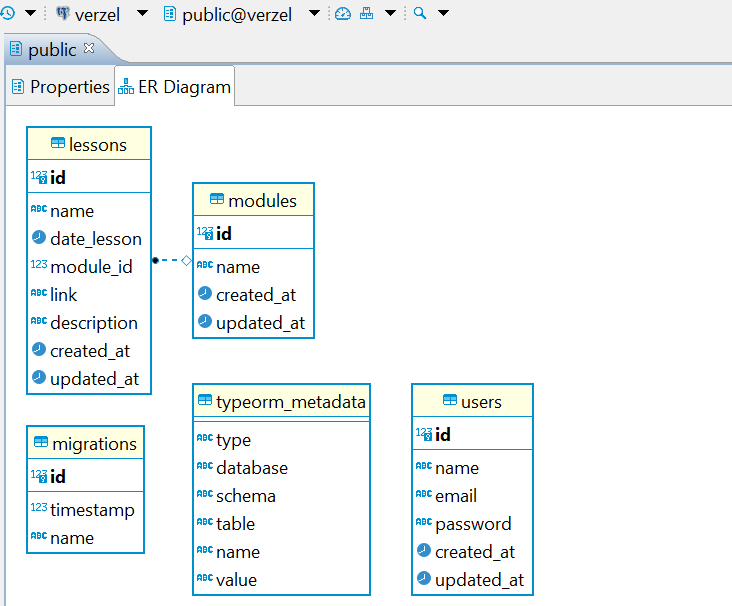 verzel public@verzel
public
Properties ER Diagram
lessons
123 id
ABC name
date_lesson
123 module_id
ABC link
ABC description
created_at
updated_at
modules
123 id
ABC name
created_at
updated_at
migrations
123 id
123 timestamp
ABC name
typeorm_metadata
ABC type
ABC database
ABC schema
ABC table
ABC name
ABC value
users
123 id
ABC name
ABC email
ABC password
created_at
updated_at